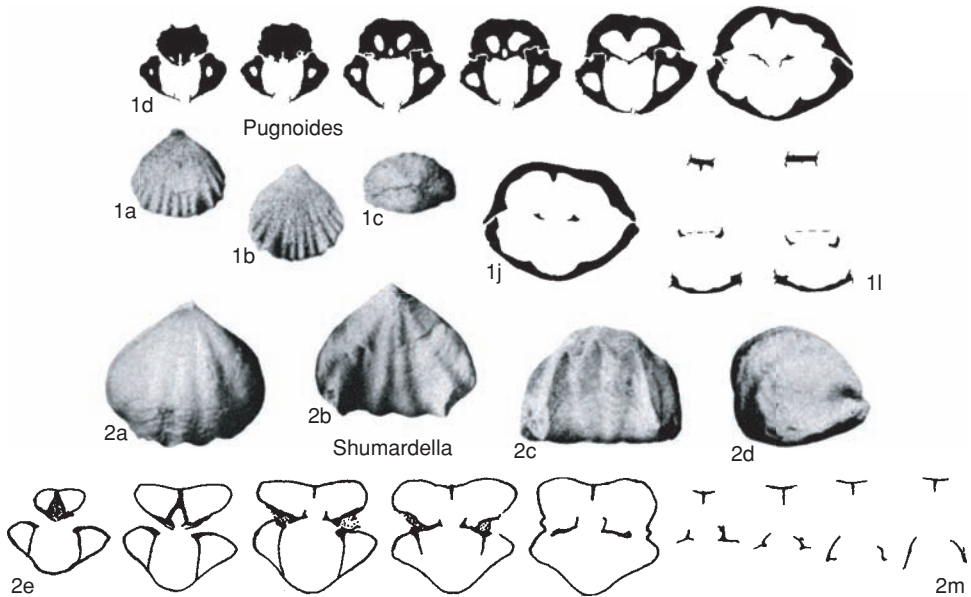 1d
Pugnoides
1a
1b
1c
1j
1l
2a
2b
Shumardella
2c
2d
2e
2m